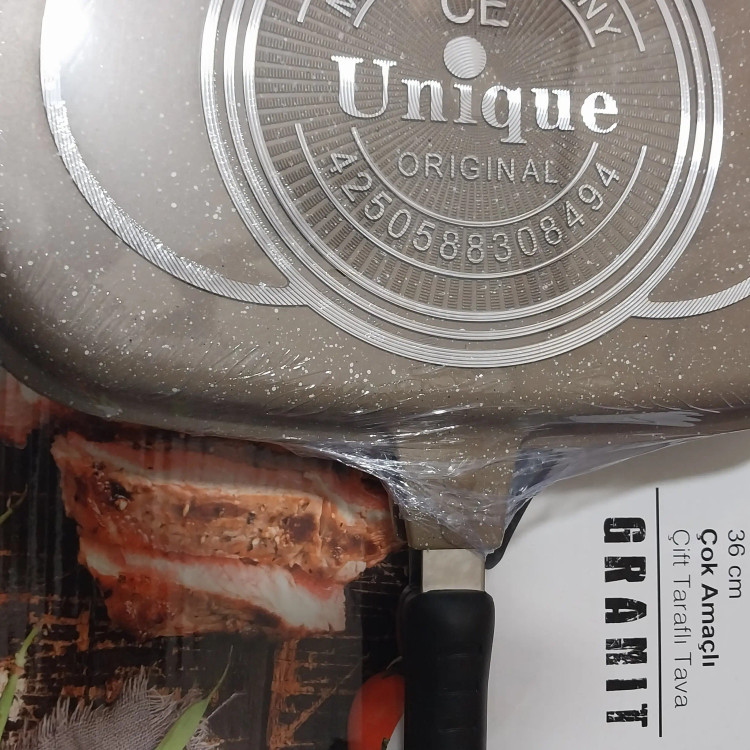 CE
Unique
ORIGINAL
4250588308494
36 cm
Çok Amaçlı
Çift Taraflı Tava
GRANIT